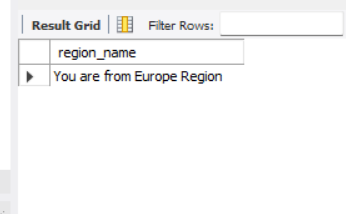 Result Grid Filter Rows:
region_name
You are from Europe Region